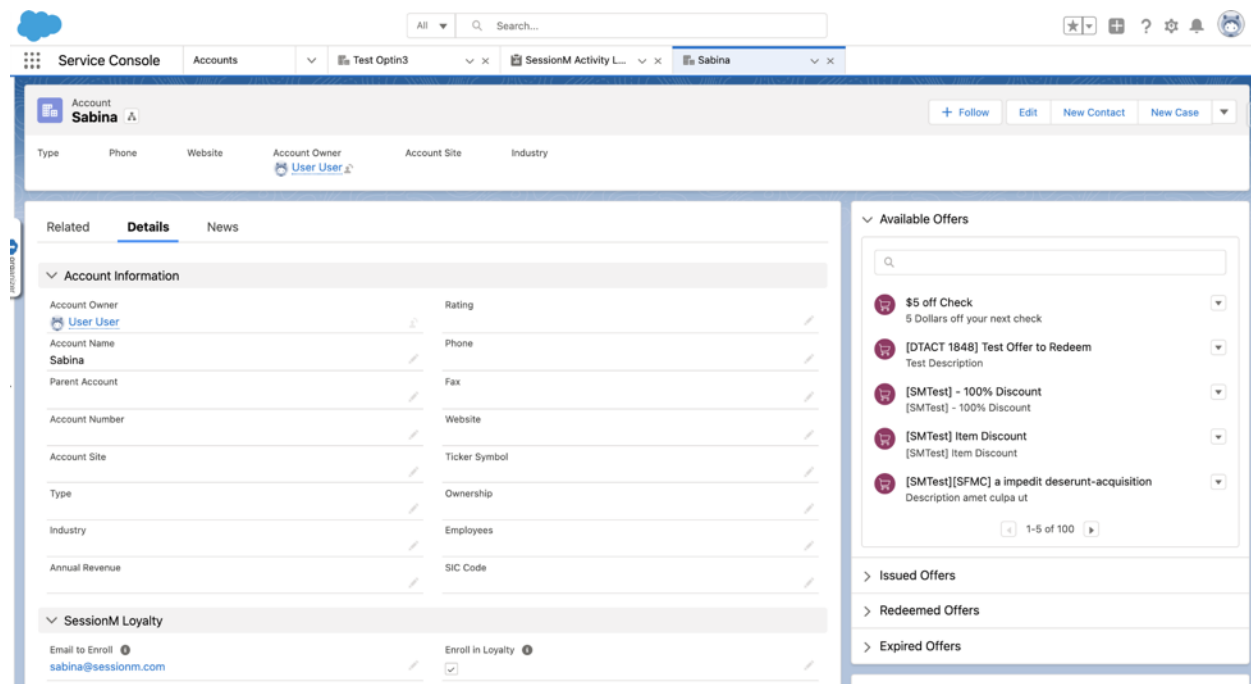 All
Search...
Service Console
Accounts
Test Optin3
SessionM Activity L...
Sabina
Account
Sabina
Follow
Edit
New Contact
New Case
Type Phone Website Account Owner Account Site Industry
User User
Related Details News
Account Information
Account Owner
User User
Rating
Account Name
Sabina
Phone
Parent Account
Fax
Account Number
Website
Account Site
Ticker Symbol
Type
Ownership
Industry
Employees
Annual Revenue
SIC Code
SessionM Loyalty
Email to Enroll
sabina@sessionm.com
Enroll in Loyalty
Available Offers
$5 off Check
5 Dollars off your next check
[DTACT 1848] Test Offer to Redeem
Test Description
[SMTest] - 100% Discount
[SMTest] - 100% Discount
[SMTest] Item Discount
[SMTest] Item Discount
[SMTest][SFMC] a impedit deserunt-acquisition
Description amet culpa ut
1-5 of 100
Issued Offers
Redeemed Offers
Expired Offers